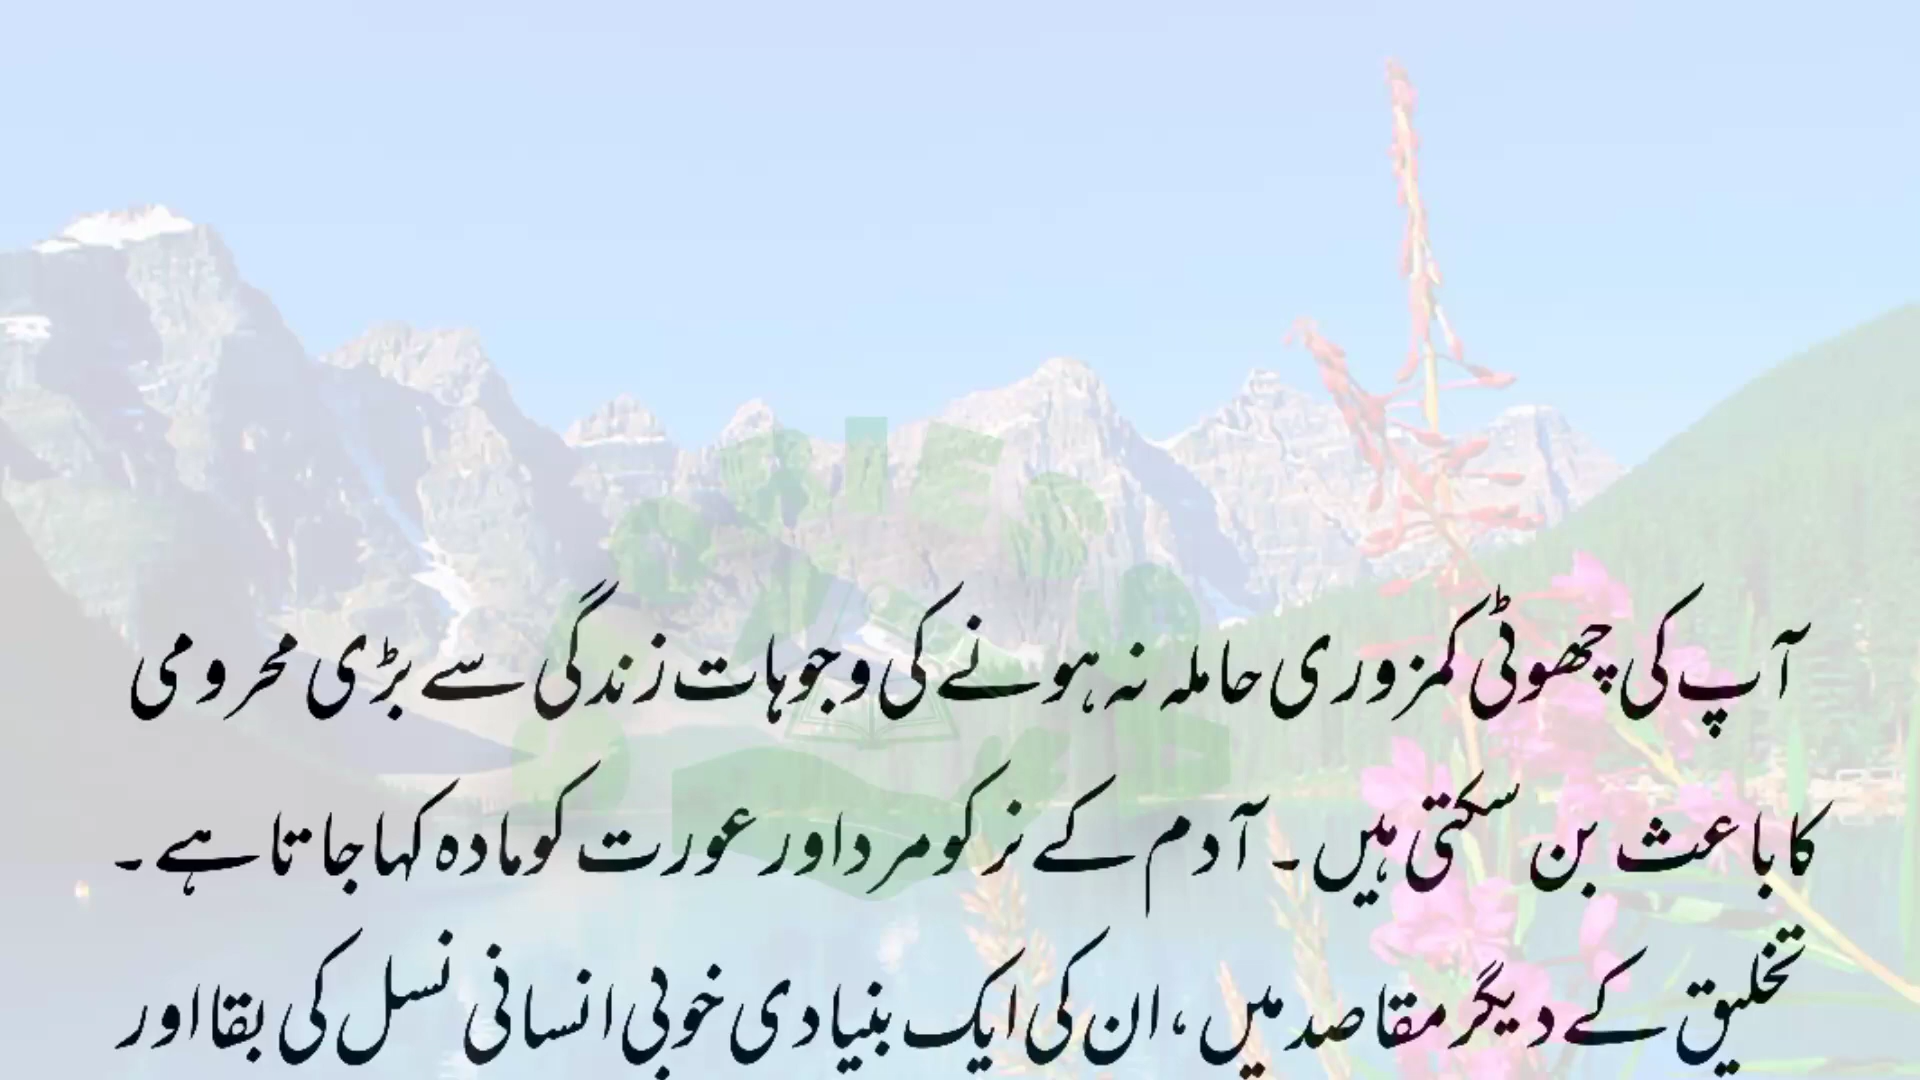 آپ کی چھوٹی کمزوری حاملہ نہ ہونے کی وجوہات زندگی سے بڑی محرومی
کا باعث بن سکتی ہیں۔ آدم کے نر کو مرد اور عورت کو مادہ کہا جاتا ہے۔
تخلیق کے دیگر مقاصد میں، ان کی ایک بنیادی خوبی انسانی نسل کی بقا اور